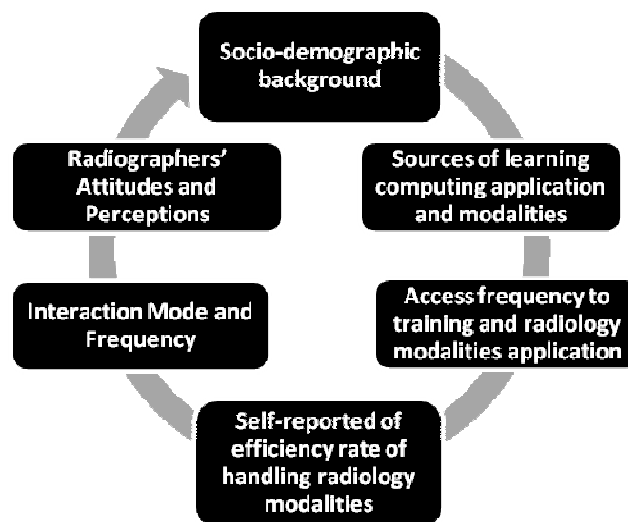 Socio-demographic
background
Sources of learning
computing application
and modalities
Access frequency to
training and radiology
modalities application
Self-reported of
efficiency rate of
handling radiology
modalities
Interaction Mode and
Frequency
Radiographers'
Attitudes and
Perceptions